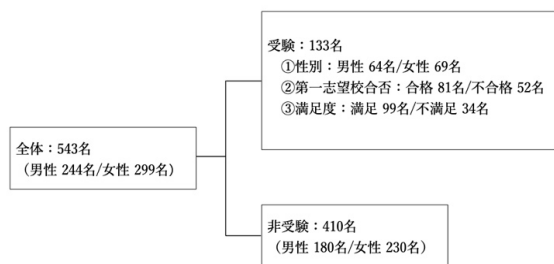 受験：133名
①性別：男性 64名/女性 69名
②第一志望校合否：合格 81名/不合格 52名
③満足度：満足 99名/不満足 34名
全体：543名
（男性 244名/女性 299名）
非受験：410名
（男性 180名/女性 230名）